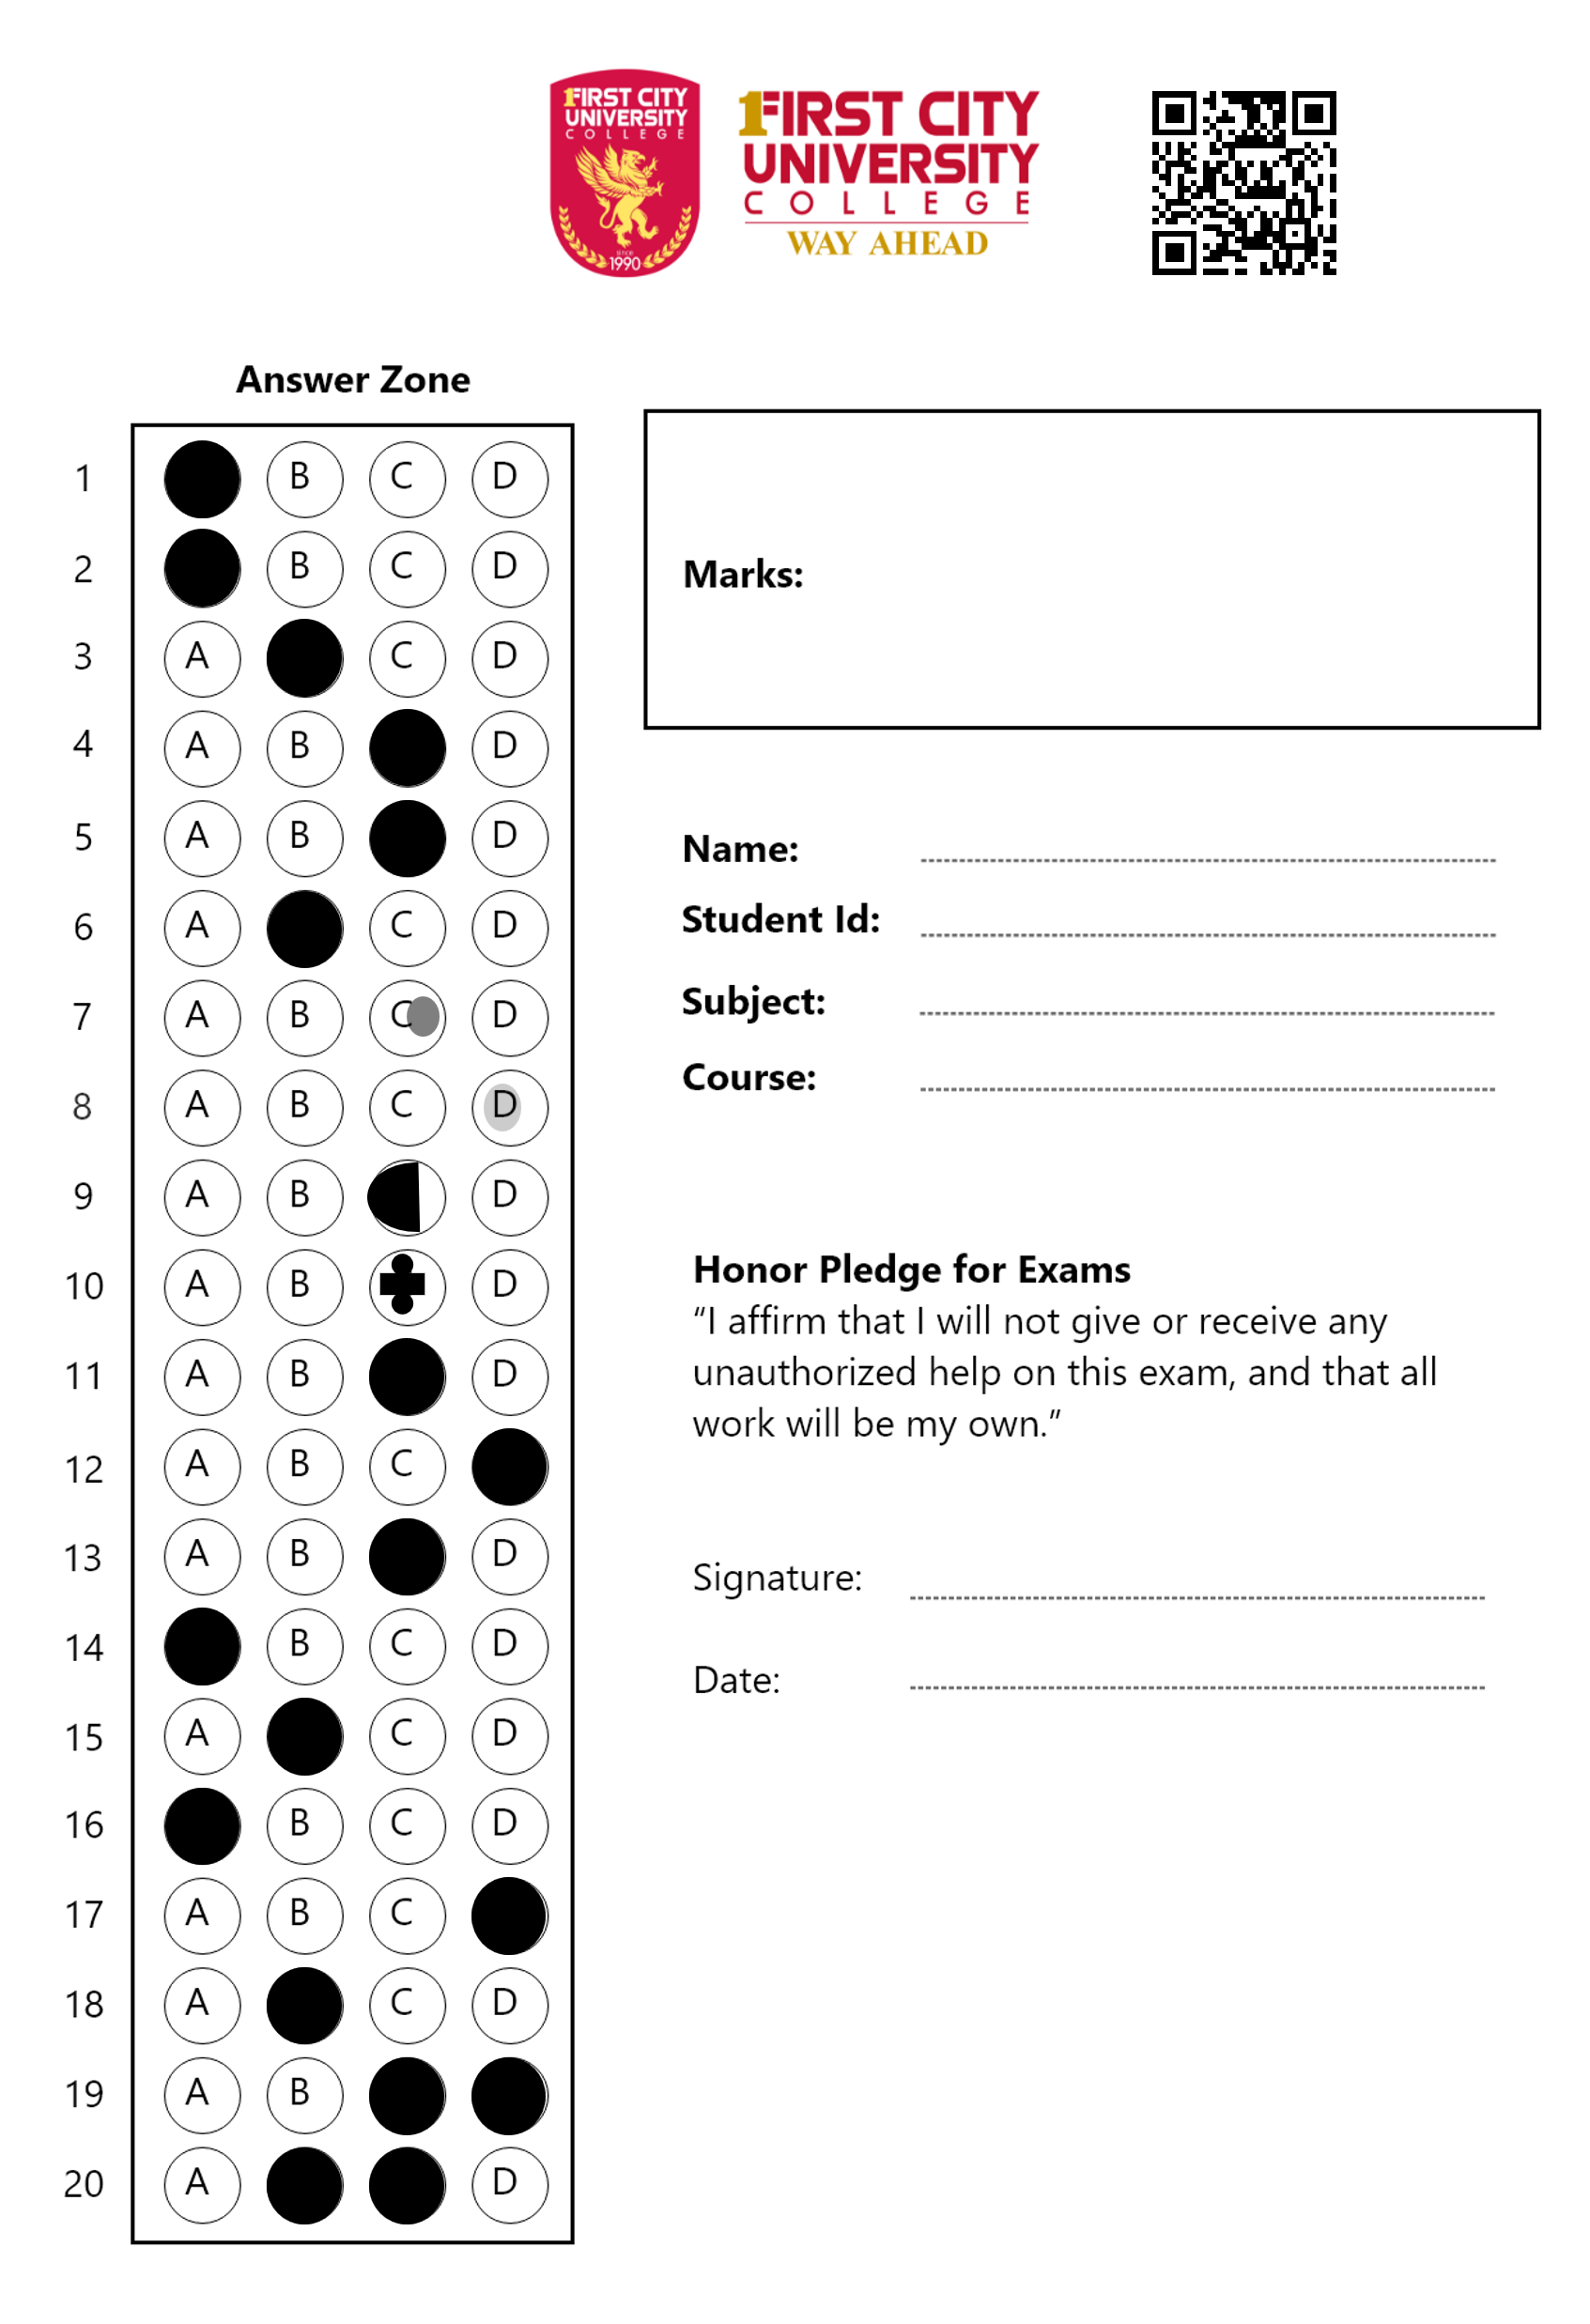 1FIRST CITY
UNIVERSITY
COLLEGE
SINCE
1990
1FIRST CITY
UNIVERSITY
COLLEGE
WAY AHEAD
Answer Zone
1 B C D
2 B C D
3 A C D
4 A B D
5 A B D
6 A C D
7 A B C D
8 A B C D
9 A B D
10 A B D
11 A B D
12 A B C
13 A B D
14 B C D
15 A C D
16 B C D
17 A B C
18 A C D
19 A B
20 A D
Marks:
Name:
Student Id:
Subject:
Course:
Honor Pledge for Exams
“I affirm that I will not give or receive any
unauthorized help on this exam, and that all
work will be my own.”
Signature:
Date: